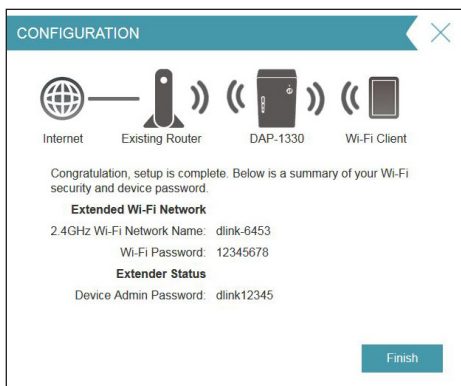 CONFIGURATION
Internet
Existing Router
DAP-1330
Wi-Fi Client
Congratulation, setup is complete. Below is a summary of your Wi-Fi
security and device password.
Extended Wi-Fi Network
2.4GHz Wi-Fi Network Name: dlink-6453
Wi-Fi Password: 12345678
Extender Status
Device Admin Password: dlink12345
Finish